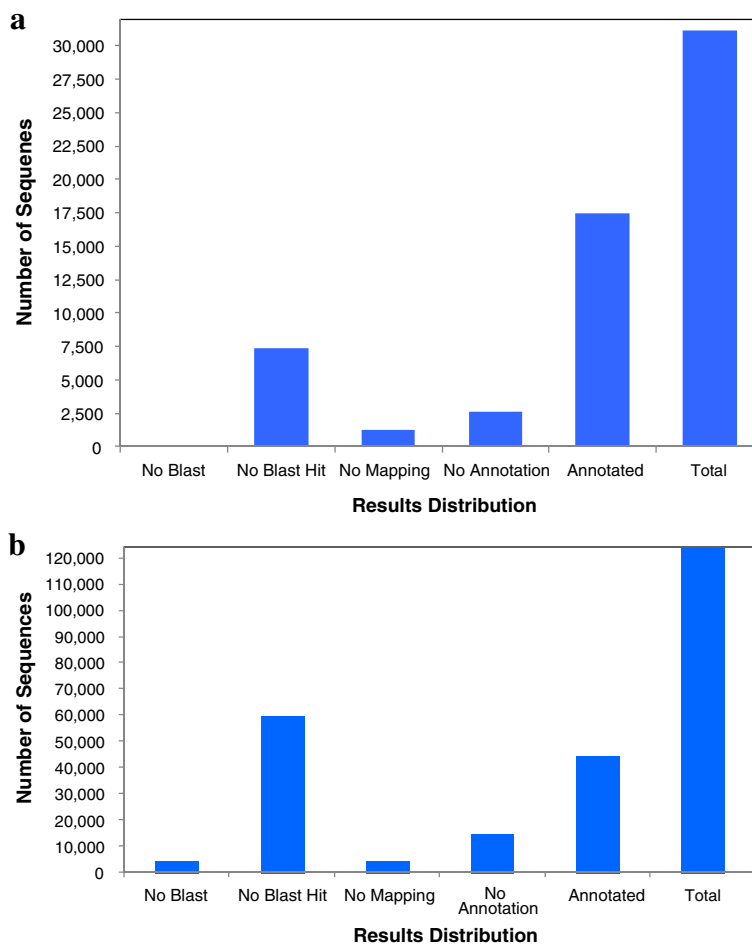 a
30,000
27,500
25,000
22,500
20,000
17,500
15,000
12,500
10,000
7,500
5,000
2,500
0
Number of Sequenes
No Blast No Blast Hit No Mapping No Annotation Annotated Total
Results Distribution
b
120,000
110,000
100,000
90,000
80,000
70,000
60,000
50,000
40,000
30,000
20,000
10,000
0
Number of Sequences
No Blast No Blast Hit No Mapping No Annotated Total
Annotation
Results Distribution